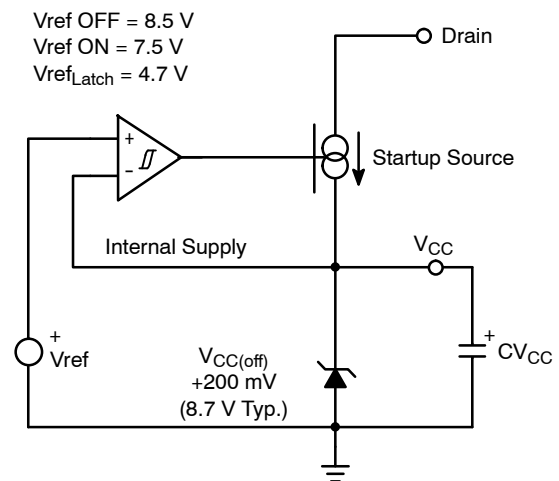 Vref OFF = 8.5 V
Vref ON = 7.5 V
VrefLatch = 4.7 V
Drain
+
-
Startup Source
Internal Supply
VCC
+
Vref
VCC(off)
+200 mV
(8.7 V Typ.)
+
CVCC